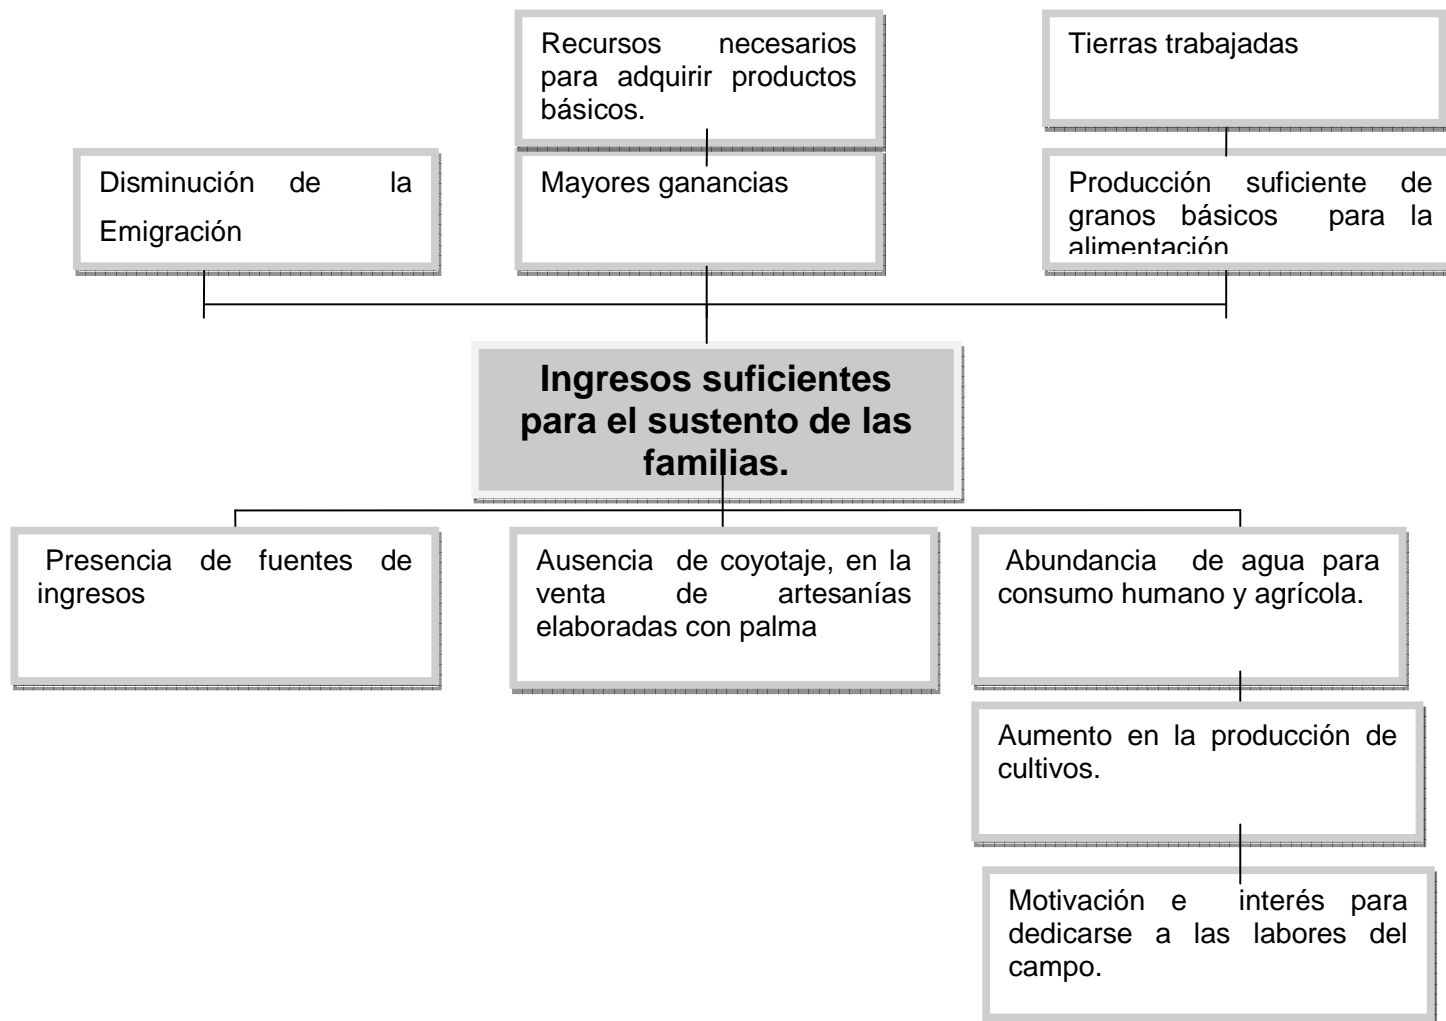 Recursos necesarios
para adquirir productos
básicos.
Tierras trabajadas
Disminución de la
Emigración
Mayores ganancias
Producción suficiente de
granos básicos para la
alimentación
Ingresos suficientes
para el sustento de las
familias.
Presencia de fuentes de
ingresos
Ausencia de coyotaje, en la
venta de artesanías
elaboradas con palma
Abundancia de agua para
consumo humano y agrícola.
Aumento en la producción de
cultivos.
Motivación e interés para
dedicarse a las labores del
campo.